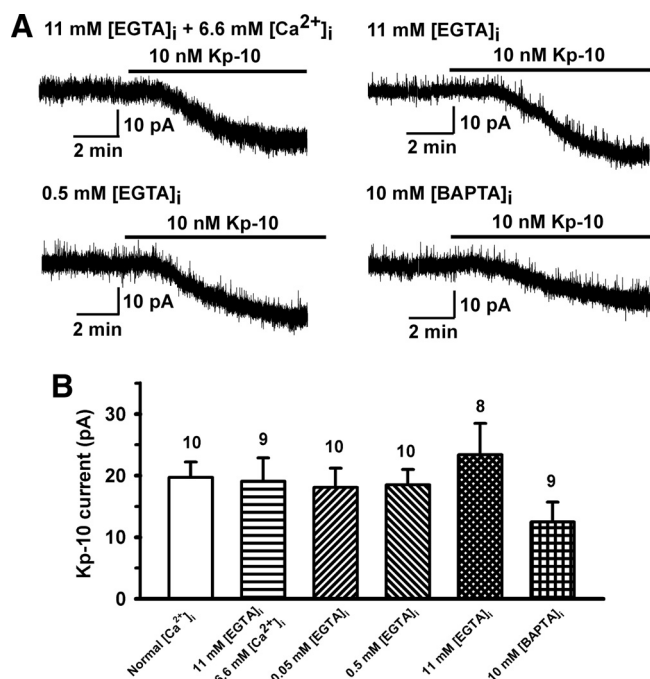 A
11 mM [EGTA]i + 6.6 mM [Ca2+]i
10 nM Kp-10
10 pA
2 min
11 mM [EGTA]i
10 nM Kp-10
10 pA
2 min
0.5 mM [EGTA]i
10 nM Kp-10
10 pA
2 min
10 mM [BAPTA]i
10 nM Kp-10
10 pA
2 min
B
Kp-10 current (pA)
30
20
10
0
10
9
10
10
8
9
Normal [Ca2+]i
11 mM [EGTA]i
6.6 mM [Ca2+]i
0.05 mM [EGTA]i
0.5 mM [EGTA]i
11 mM [EGTA]i
10 mM [BAPTA]i